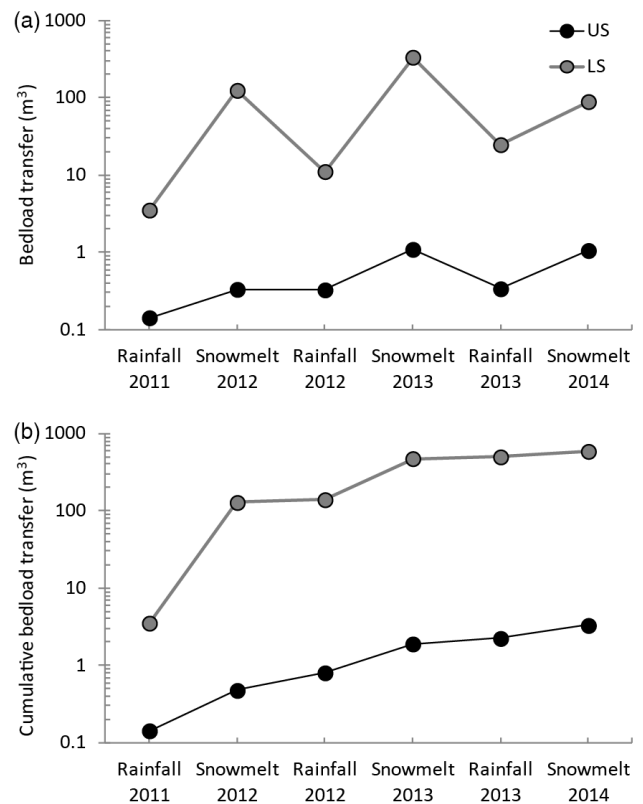 (a)
US
LS
Bedload transfer (m³)
1000
100
10
1
0.1
Rainfall Snowmelt Rainfall Snowmelt Rainfall Snowmelt
2011 2012 2012 2013 2013 2014
(b)
Cumulative bedload transfer (m³)
1000
100
10
1
0.1
Rainfall Snowmelt Rainfall Snowmelt Rainfall Snowmelt
2011 2012 2012 2013 2013 2014